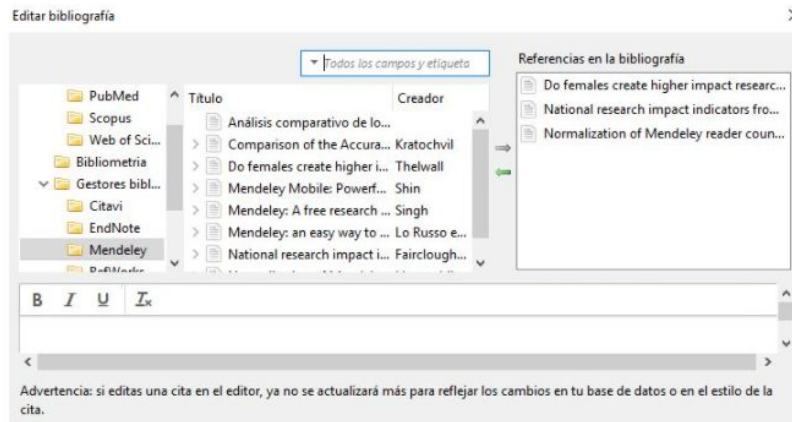 Editar bibliografía
Todos los campos y etiqueta
Referencias en la bibliografía
PubMed
Scopus
Web of Sci...
Bibliometria
Gestores bibl...
Citavi
EndNote
Mendeley
RefWorks
Título Creador
Análisis comparativo de lo...
Comparison of the Accura... Kratochvil
Do females create higher i... Thelwall
Mendeley Mobile: Powerf... Shin
Mendeley: A free research ... Singh
Mendeley: an easy way to ... Lo Russo e...
National research impact i... Fairclough...
Do females create higher impact researc...
National research impact indicators fro...
Normalization of Mendeley reader coun...
B I U Tx
Advertencia: si editas una cita en el editor, ya no se actualizará más para reflejar los cambios en tu base de datos o en el estilo de la
cita.